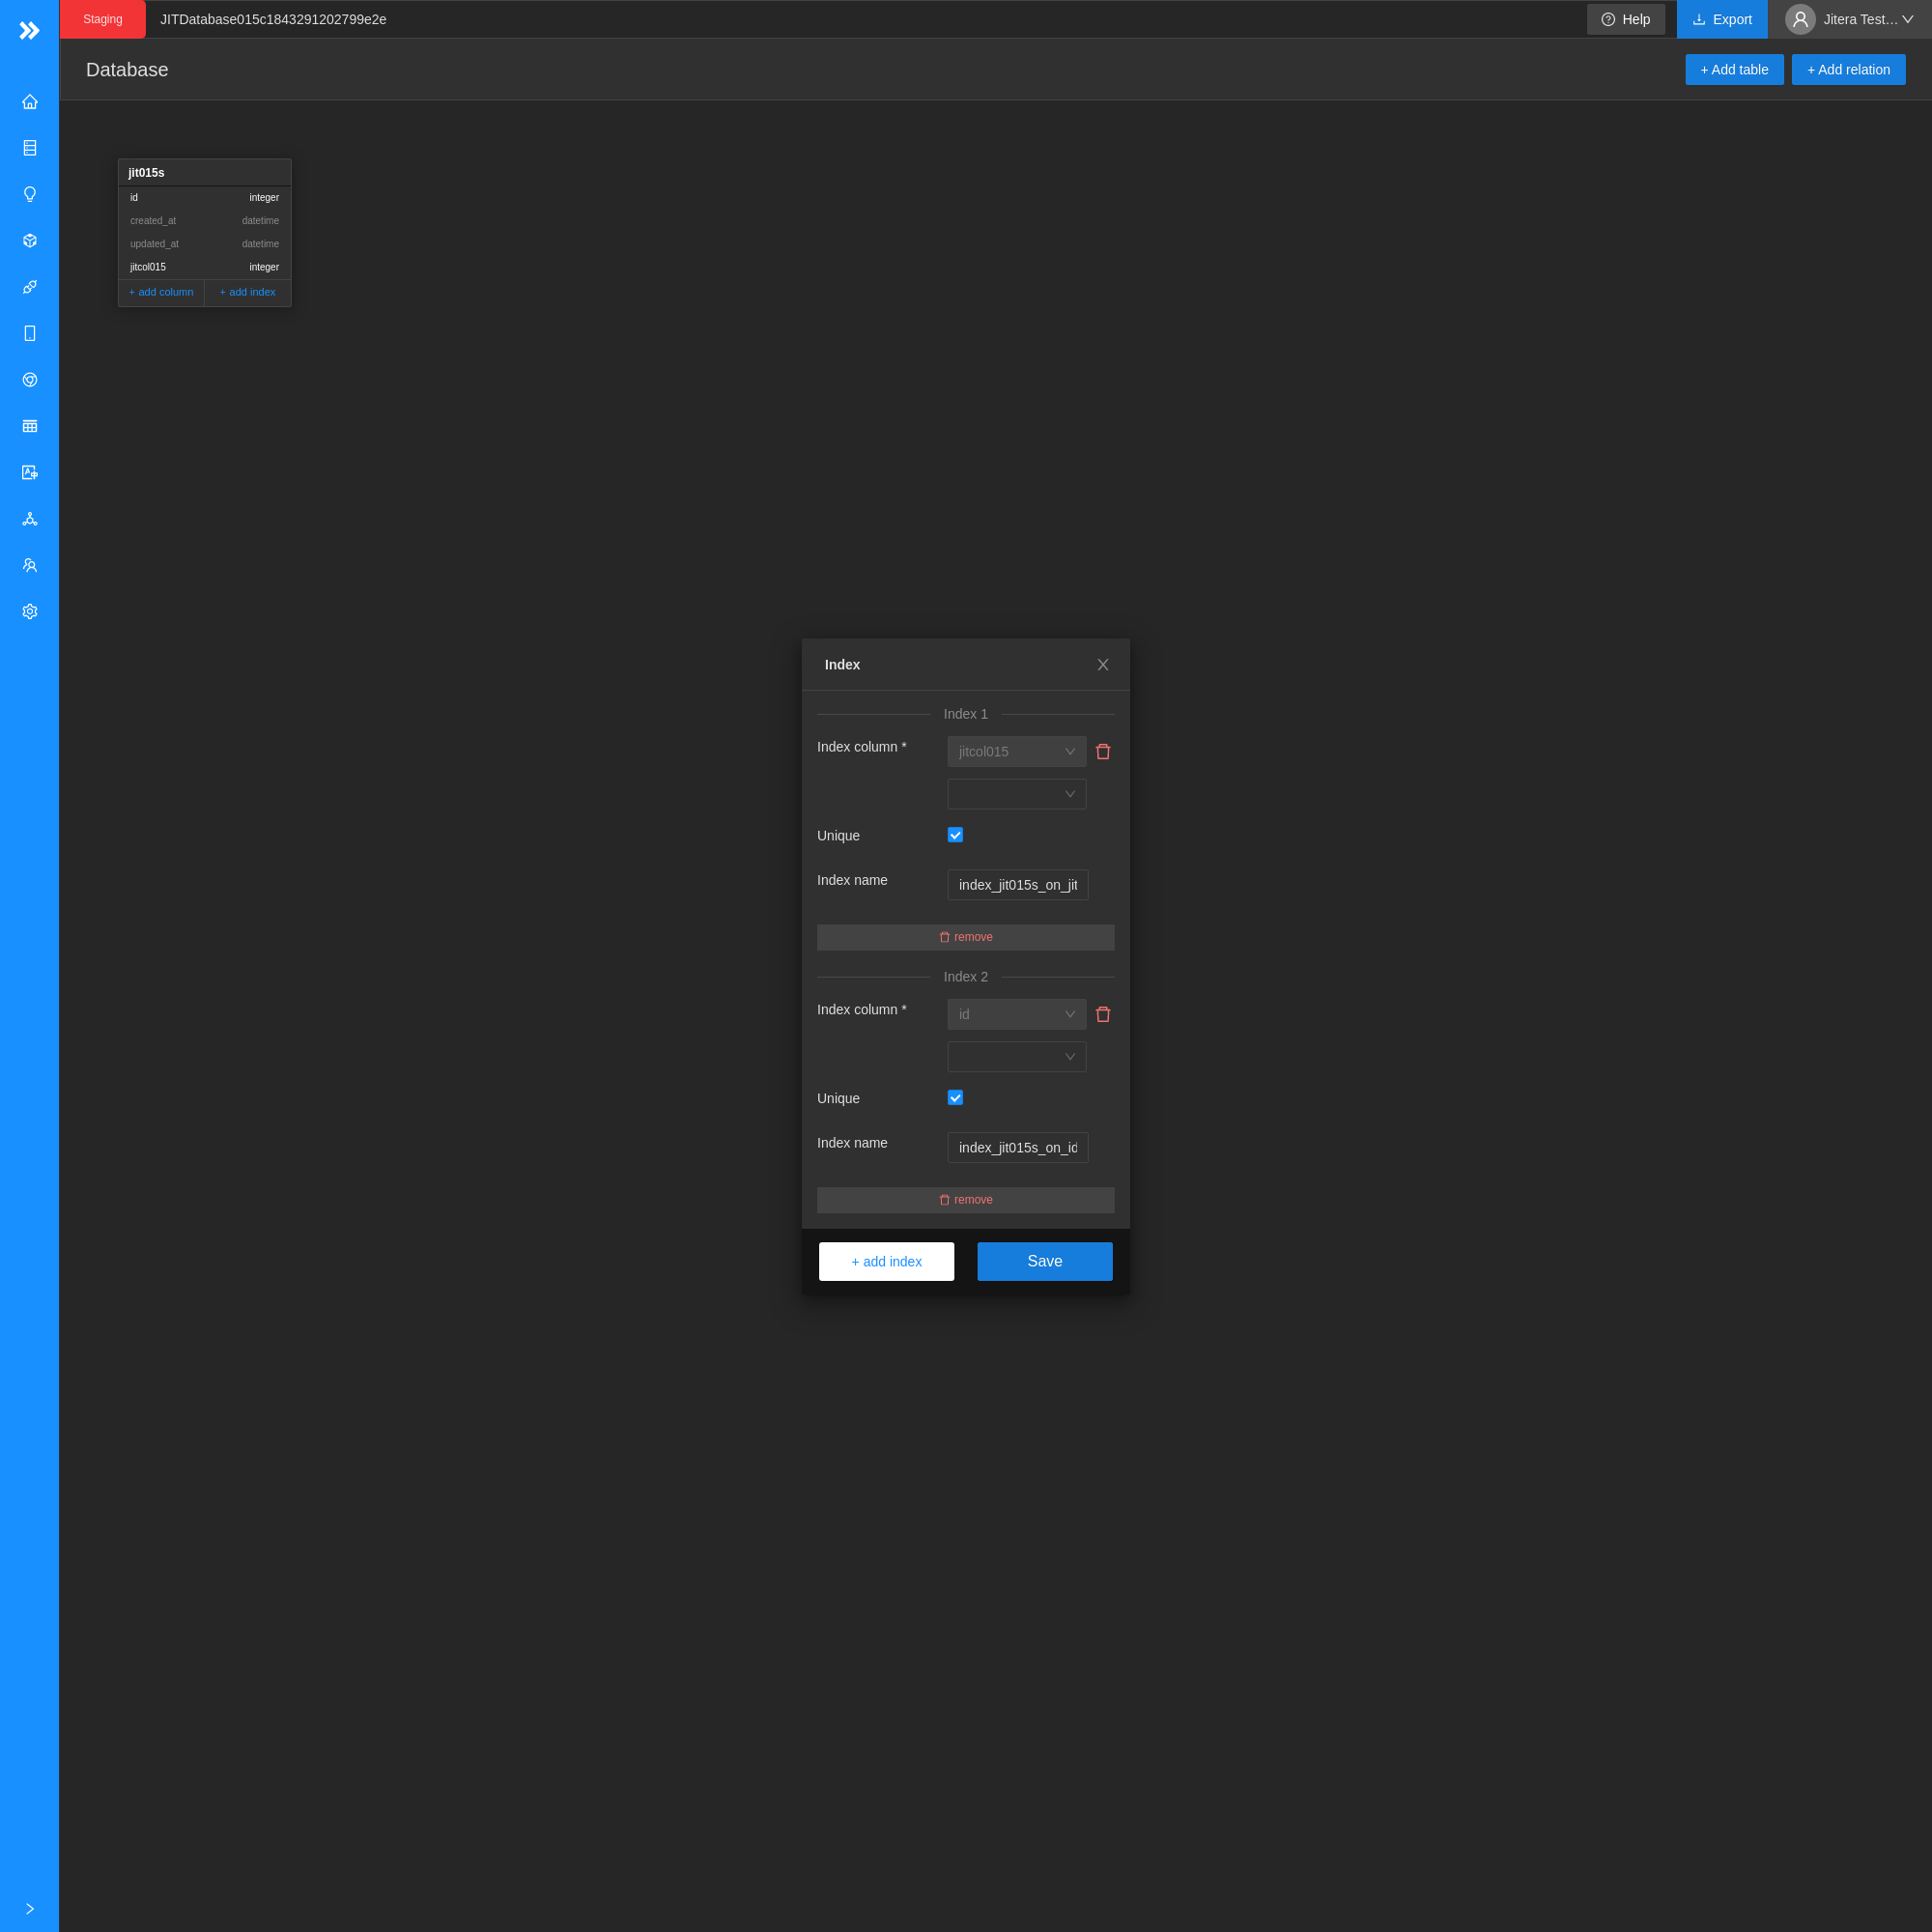 Staging
JITDatabase015c1843291202799e2e
Help
Export
Jitera Test…
Database
+ Add table
+ Add relation
jit015s
id integer
created_at datetime
updated_at datetime
jitcol015 integer
+ add column
+ add index
Index
Index 1
Index column * jitcol015
Unique
Index name index_jit015s_on_jit
remove
Index 2
Index column * id
Unique
Index name index_jit015s_on_id
remove
+ add index
Save